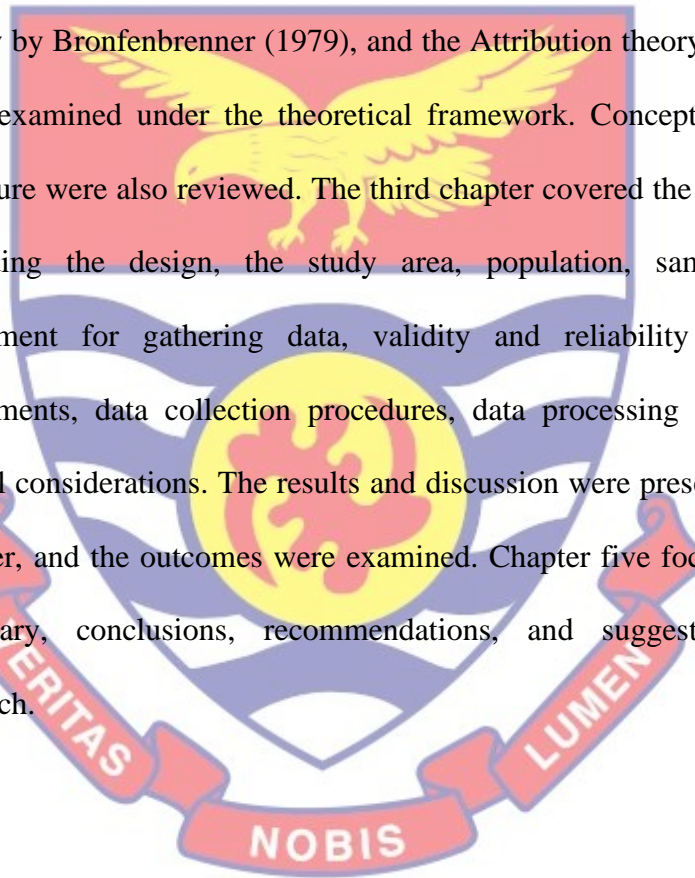 by Bronfenbrenner (1979), and the Attribution theory
examined under the theoretical framework. Concept
ure were also reviewed. The third chapter covered the
ing the design, the study area, population, sam
ment for gathering data, validity and reliability
ments, data collection procedures, data processing
l considerations. The results and discussion were prese
er, and the outcomes were examined. Chapter five foc
ary, conclusions, recommendations, and suggest
ch.
VERITAS
NOBIS
LUMEN